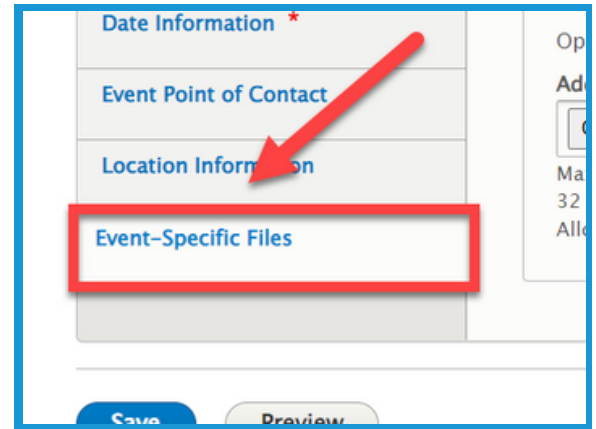 Date Information *
Event Point of Contact
Location Information
Event-Specific Files
Op
Ad
Ma
32
Allo
Save
Preview